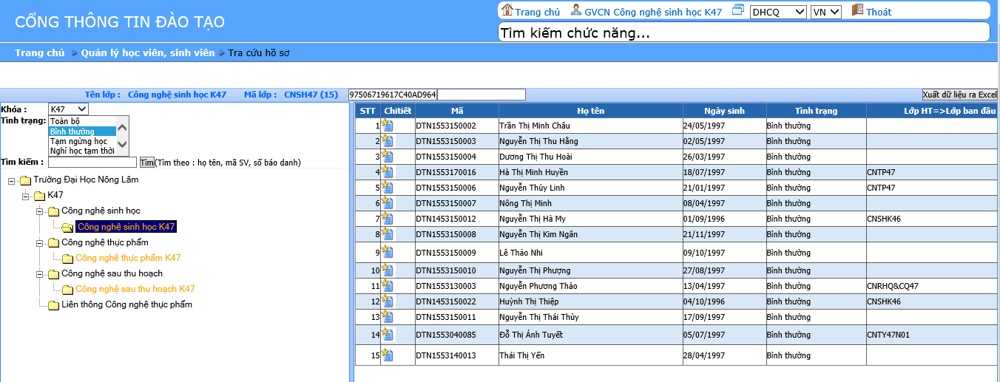 Trang chủ GVCN Công nghệ sinh học K47 DHCQ VN Thoát
CỔNG THÔNG TIN ĐÀO TẠO
Tìm kiếm chức năng...
Trang chủ Quản lý học viên, sinh viên Tra cứu hồ sơ
Tên lớp : Công nghệ sinh học K47 Mã lớp : CNSH47 (15) 97506719617C40AD964 Xuất dữ liệu ra Excel
Khóa : K47
Tình trạng: Toàn bộ
Bình thường
Tạm ngừng học
Nghỉ học tạm thời
Tìm kiếm : Tìm (Tìm theo : họ tên, mã SV, số báo danh)
Trường Đại Học Nông Lâm
K47
Công nghệ sinh học
Công nghệ sinh học K47
Công nghệ thực phẩm
Công nghệ thực phẩm K47
Công nghệ sau thu hoạch
Công nghệ sau thu hoạch K47
Liên thông Công nghệ thực phẩm
STT Chitiết Mã Họ tên Ngày sinh Tình trạng Lớp HT=>Lớp ban đầu
1 DTN1553150002 Trần Thị Minh Châu 24/05/1997 Bình thường
2 DTN1553150003 Nguyễn Thị Thu Hằng 02/05/1997 Bình thường
3 DTN1553150004 Dương Thị Thu Hoài 26/03/1997 Bình thường
4 DTN1553170016 Hà Thị Minh Huyền 18/07/1997 Bình thường CNTP47
5 DTN1553150006 Nguyễn Thùy Linh 21/01/1997 Bình thường CNTP47
6 DTN1553150007 Nông Thị Minh 08/04/1997 Bình thường
7 DTN1453150012 Nguyễn Thị Hà My 01/09/1996 Bình thường CNSHK46
8 DTN1553150008 Nguyễn Thị Kim Ngân 21/11/1997 Bình thường
9 DTN1553150009 Lê Thảo Nhi 09/10/1997 Bình thường
10 DTN1553150010 Nguyễn Thị Phượng 27/08/1997 Bình thường
11 DTN1553130003 Nguyễn Phương Thảo 13/04/1997 Bình thường CNRHQ&CQ47
12 DTN1453150022 Huỳnh Thị Thiệp 04/10/1996 Bình thường CNSHK46
13 DTN1553150011 Nguyễn Thị Thái Thùy 17/09/1997 Bình thường
14 DTN1553040085 Đỗ Thị Ánh Tuyết 05/07/1997 Bình thường CNTY47N01
15 DTN1553140013 Thái Thị Yến 28/04/1997 Bình thường